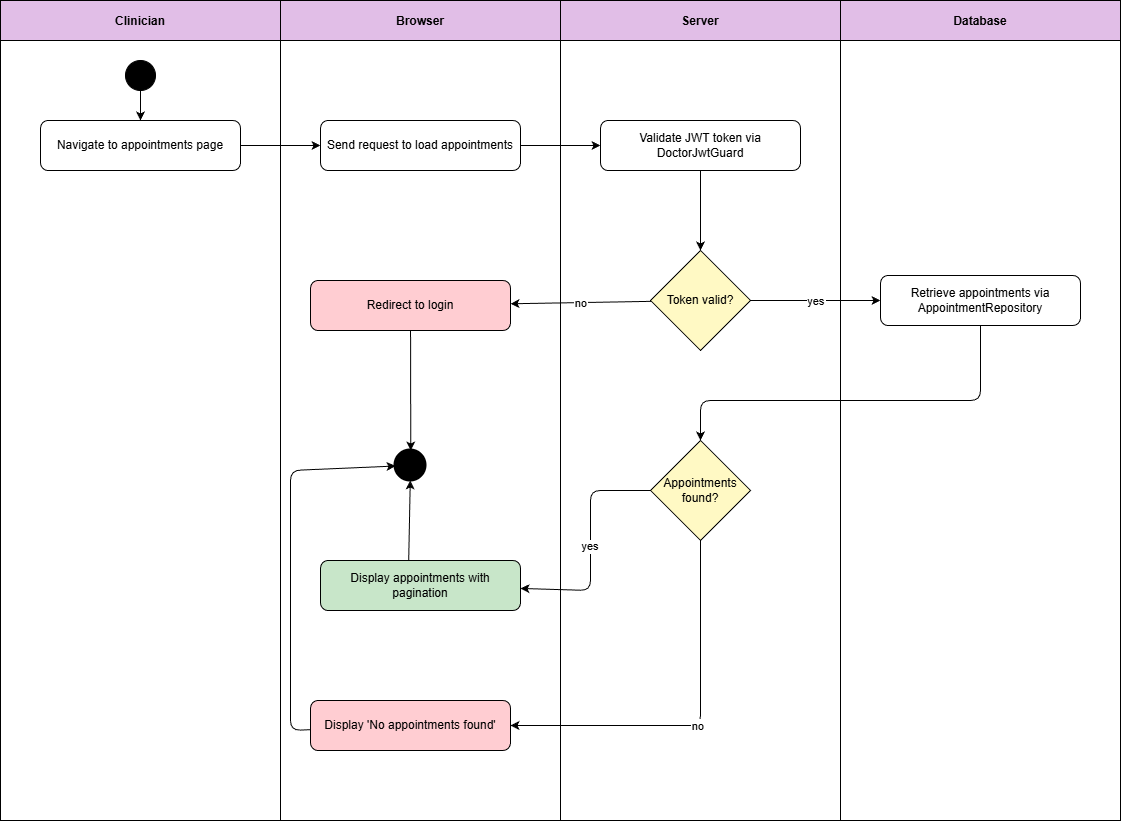 Clinician
Browser
Server
Database
Navigate to appointments page
Send request to load appointments
Validate JWT token via
DoctorJwtGuard
Redirect to login
no
Token valid?
yes
Retrieve appointments via
AppointmentRepository
Appointments
found?
yes
Display appointments with
pagination
Display 'No appointments found'
no